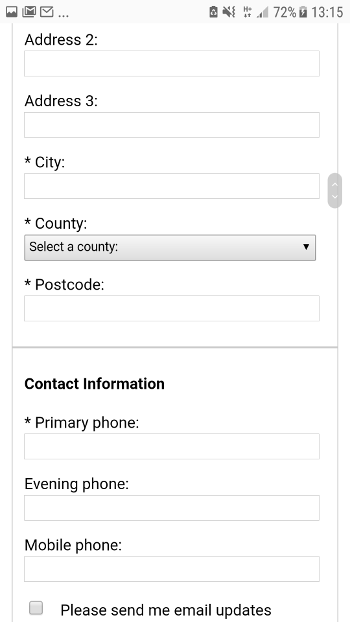 ... 72% 13:15
Address 2:
Address 3:
* City:
* County:
Select a county:
* Postcode:
Contact Information
* Primary phone:
Evening phone:
Mobile phone:
Please send me email updates